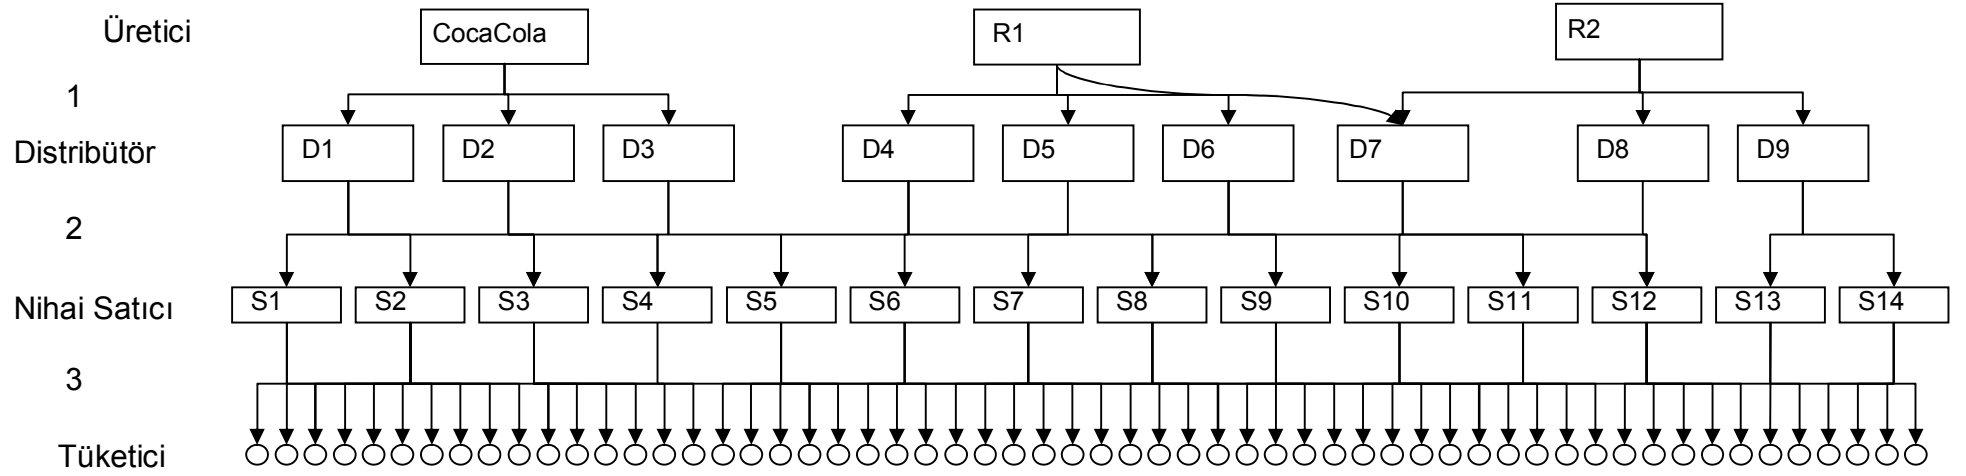 Üretici CocaCola R1 R2
1
Distribütör D1 D2 D3 D4 D5 D6 D7 D8 D9
2
Nihai Satıcı S1 S2 S3 S4 S5 S6 S7 S8 S9 S10 S11 S12 S13 S14
3
Tüketici